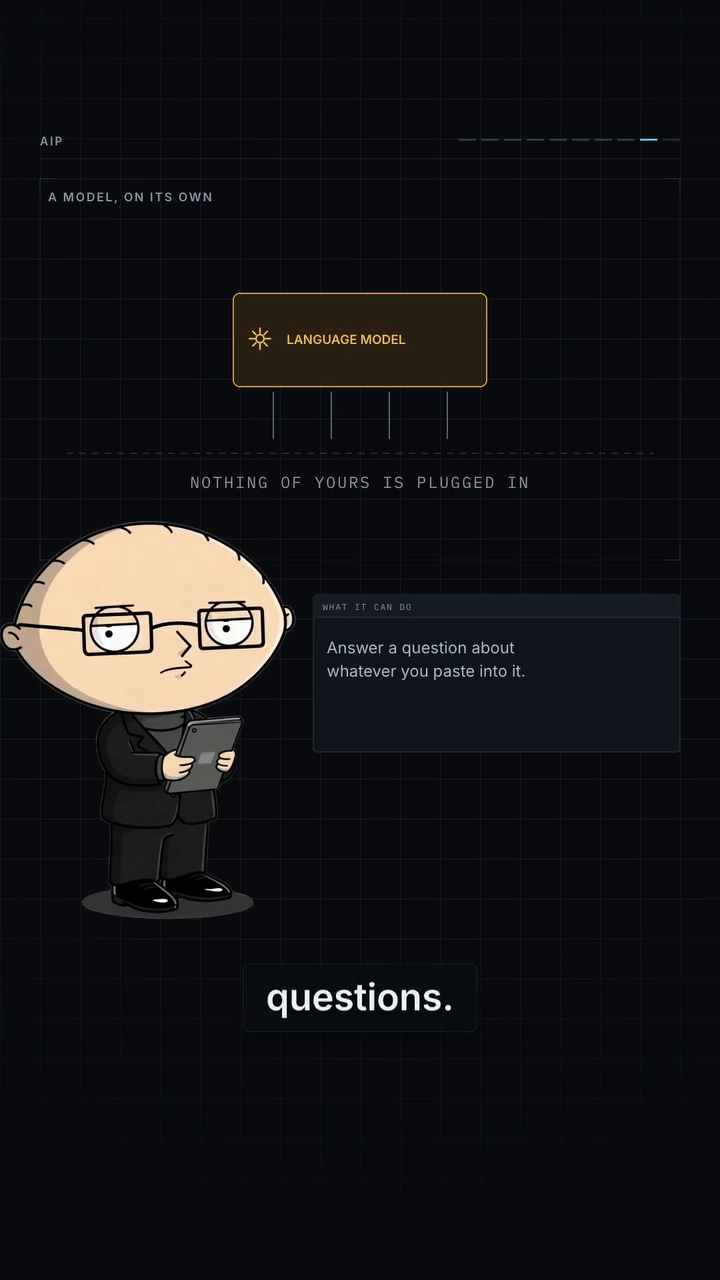 AIP
A MODEL, ON ITS OWN
LANGUAGE MODEL
NOTHING OF YOURS IS PLUGGED IN
WHAT IT CAN DO
Answer a question about
whatever you paste into it.
questions.